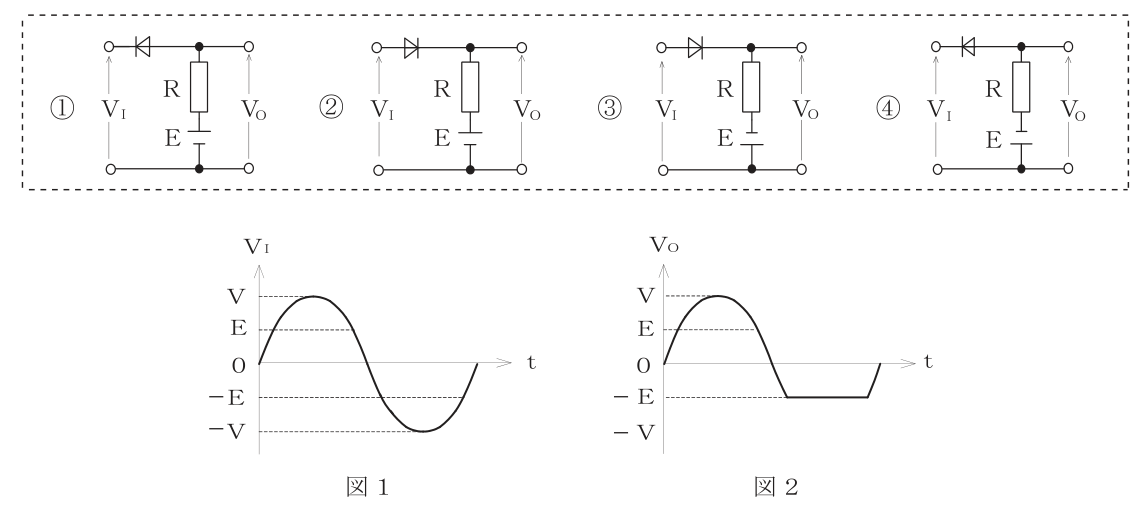 ① V_I R E V_O ② V_I R E V_O ③ V_I R E V_O ④ V_I R E V_O
V_I
V
E
0
−E
−V
t
図 1
V_O
V
E
0
− E
− V
t
図 2